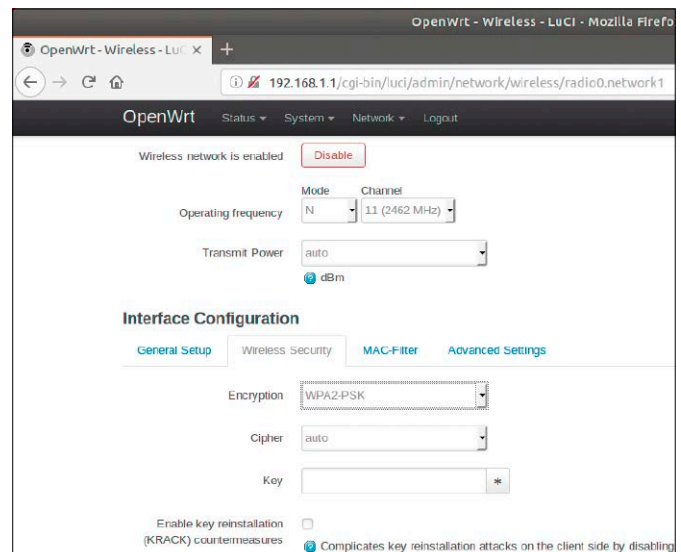 OpenWrt - Wireless - LuCI - Mozilla Firefo
OpenWrt - Wireless - LuC
192.168.1.1/cgi-bin/luci/admin/network/wireless/radio0.network1
OpenWrt Status System Network Logout
Wireless network is enabled Disable
Mode Channel
Operating frequency N 11 (2462 MHz)
Transmit Power auto
dBm
Interface Configuration
General Setup Wireless Security MAC-Filter Advanced Settings
Encryption WPA2-PSK
Cipher auto
Key *
Enable key reinstallation
(KRACK) countermeasures
Complicates key reinstallation attacks on the client side by disabling